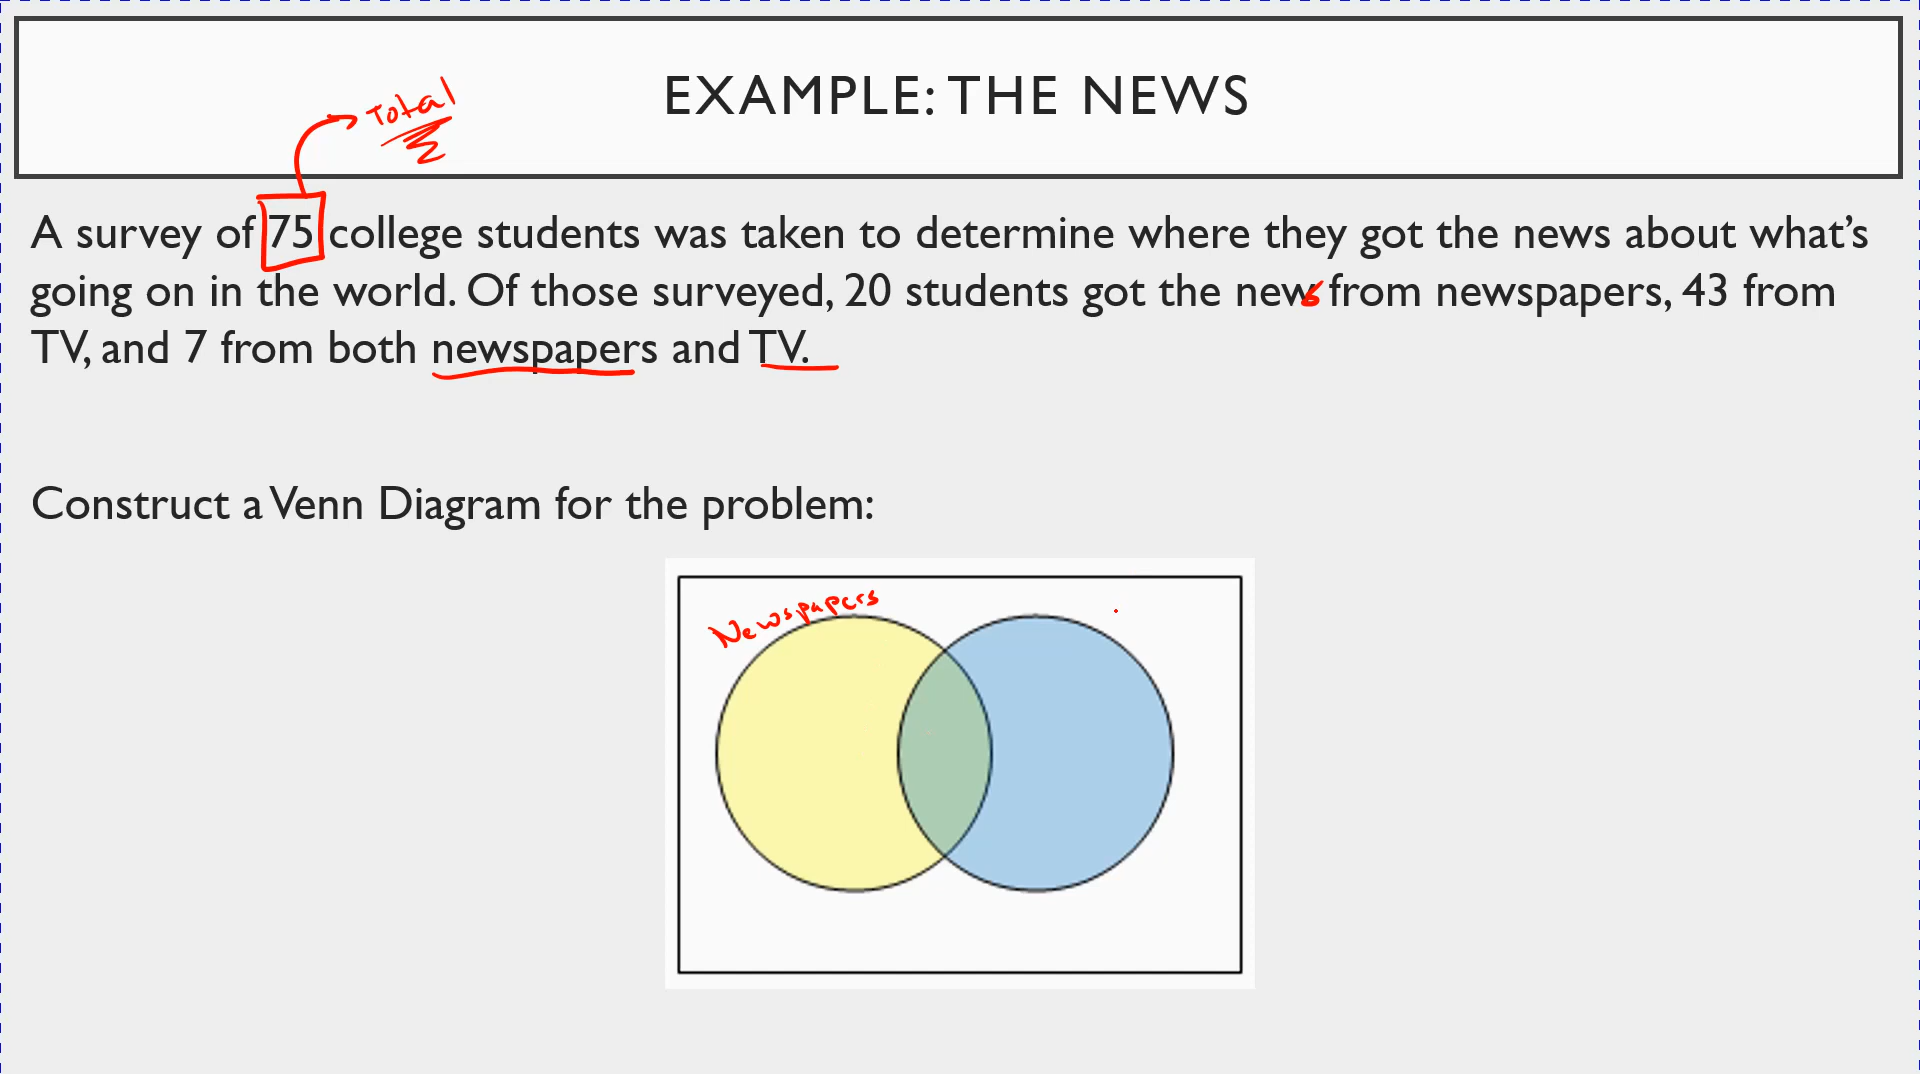 EXAMPLE: THE NEWS
Total
A survey of 75 college students was taken to determine where they got the news about what's
going on in the world. Of those surveyed, 20 students got the news from newspapers, 43 from
TV, and 7 from both newspapers and TV.
Construct a Venn Diagram for the problem:
Newspapers